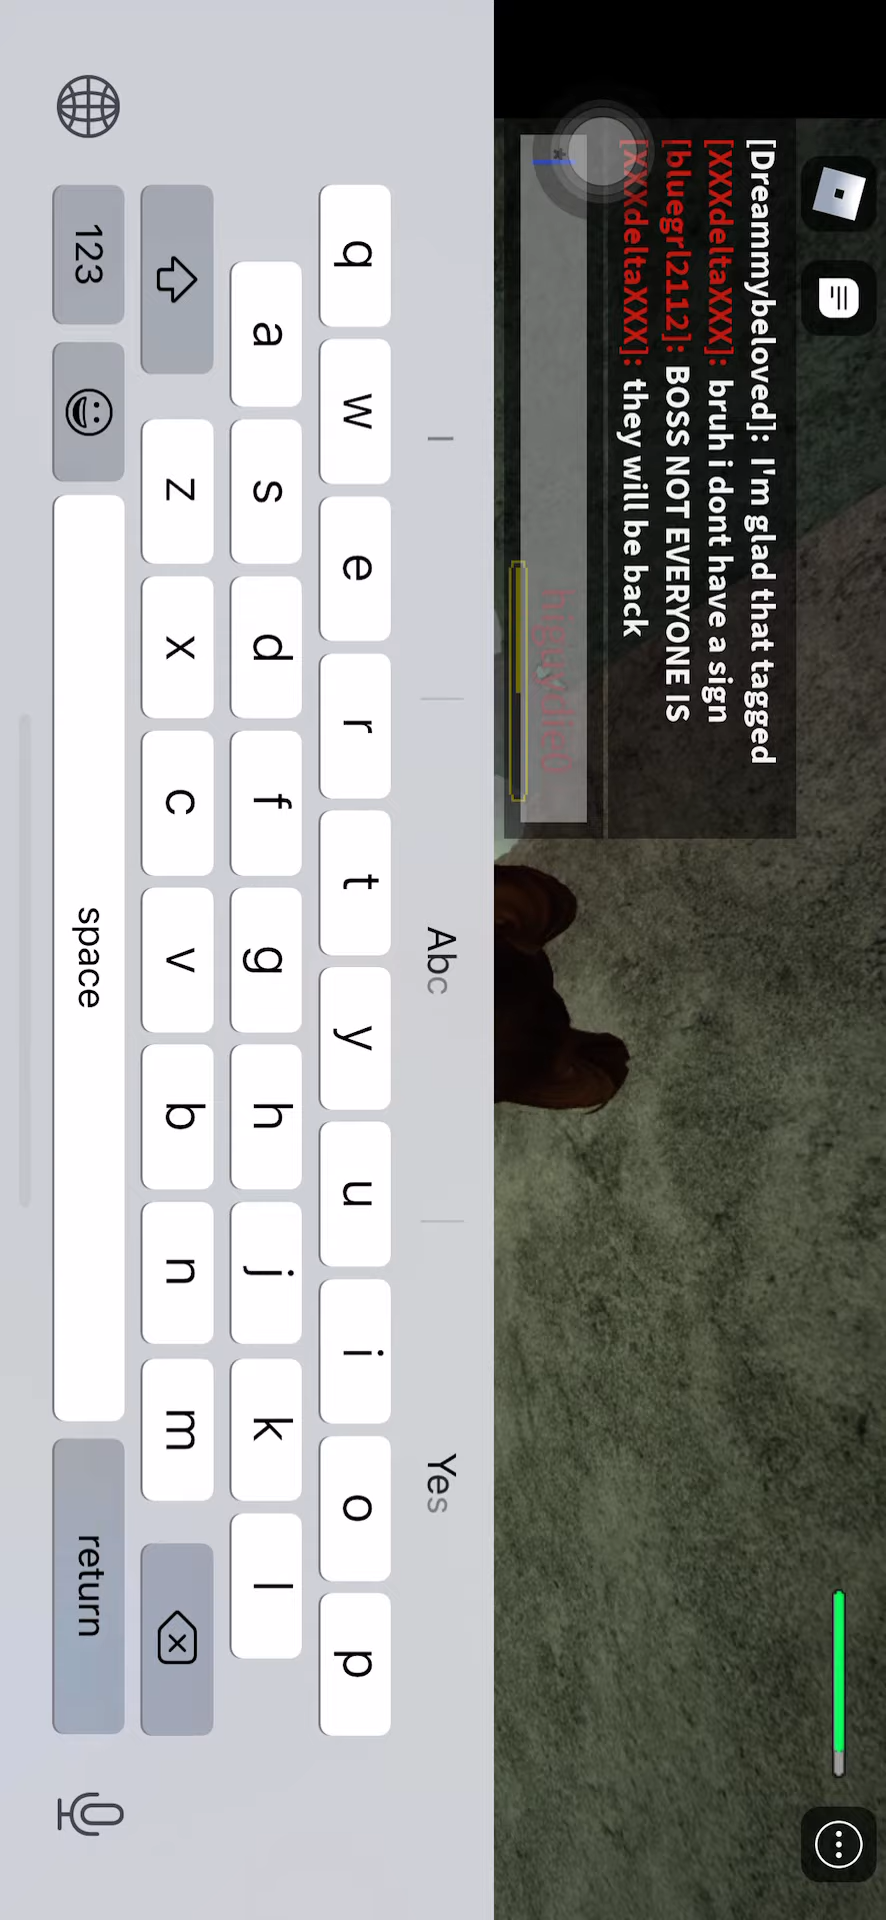 [Dreammybeloved]: I'm glad that tagged
[XXXdeltaXXX]: bruh i dont have a sign
[bluegrl2112]: BOSS NOT EVERYONE IS
[XXXdeltaXXX]: they will be back
*
I Abc Yes
q w e r t y u i o p
a s d f g h j k l
z x c v b n m
123 space return